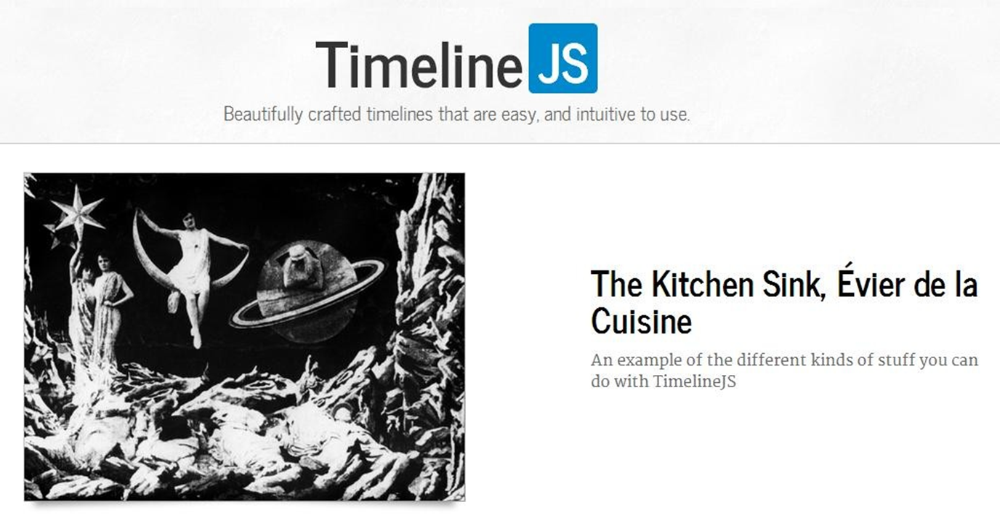 Timeline JS
Beautifully crafted timelines that are easy, and intuitive to use.
The Kitchen Sink, Évier de la
Cuisine
An example of the different kinds of stuff you can
do with TimelineJS